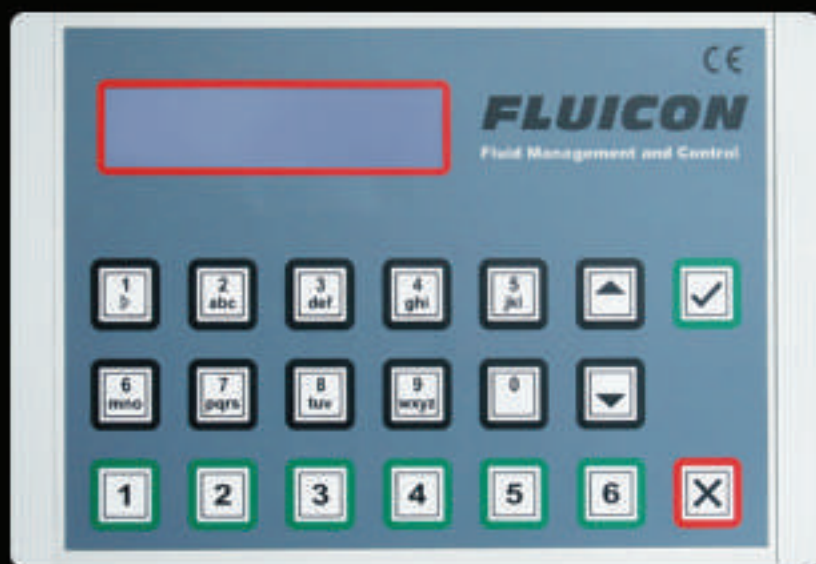 CE
FLUICON
Fluid Management and Control
1
2
abc
3
def
4
ghi
5
jkl
6
mno
7
pqrs
8
tuv
9
wxyz
0
1 2 3 4 5 6